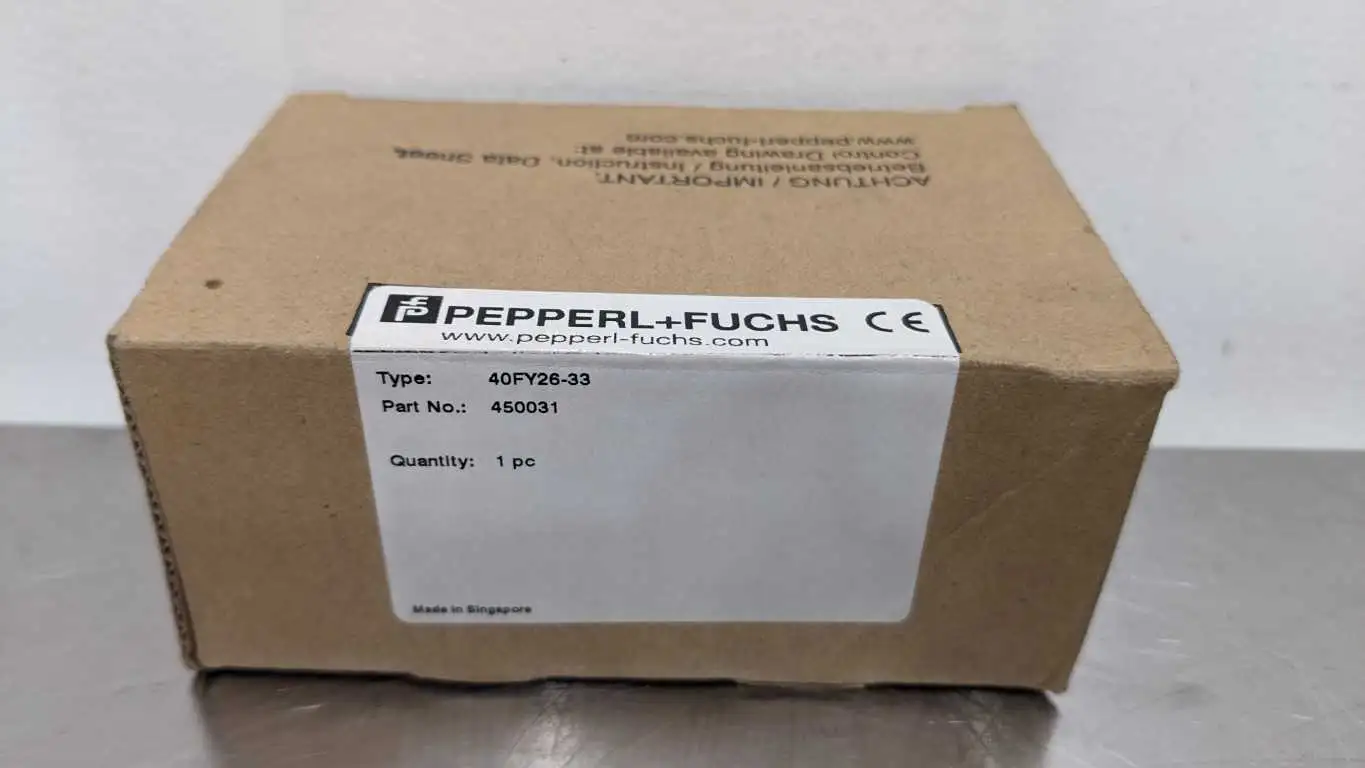 ACHTUNG / IMPORTANT.
Betriebsanleitung / Instruction, Data Sheet,
Control Drawing available at:
www.pepperl-fuchs.com
PEPPERL+FUCHS CE
www.pepperl-fuchs.com
Type: 40FY26-33
Part No.: 450031
Quantity: 1 pc
Made in Singapore